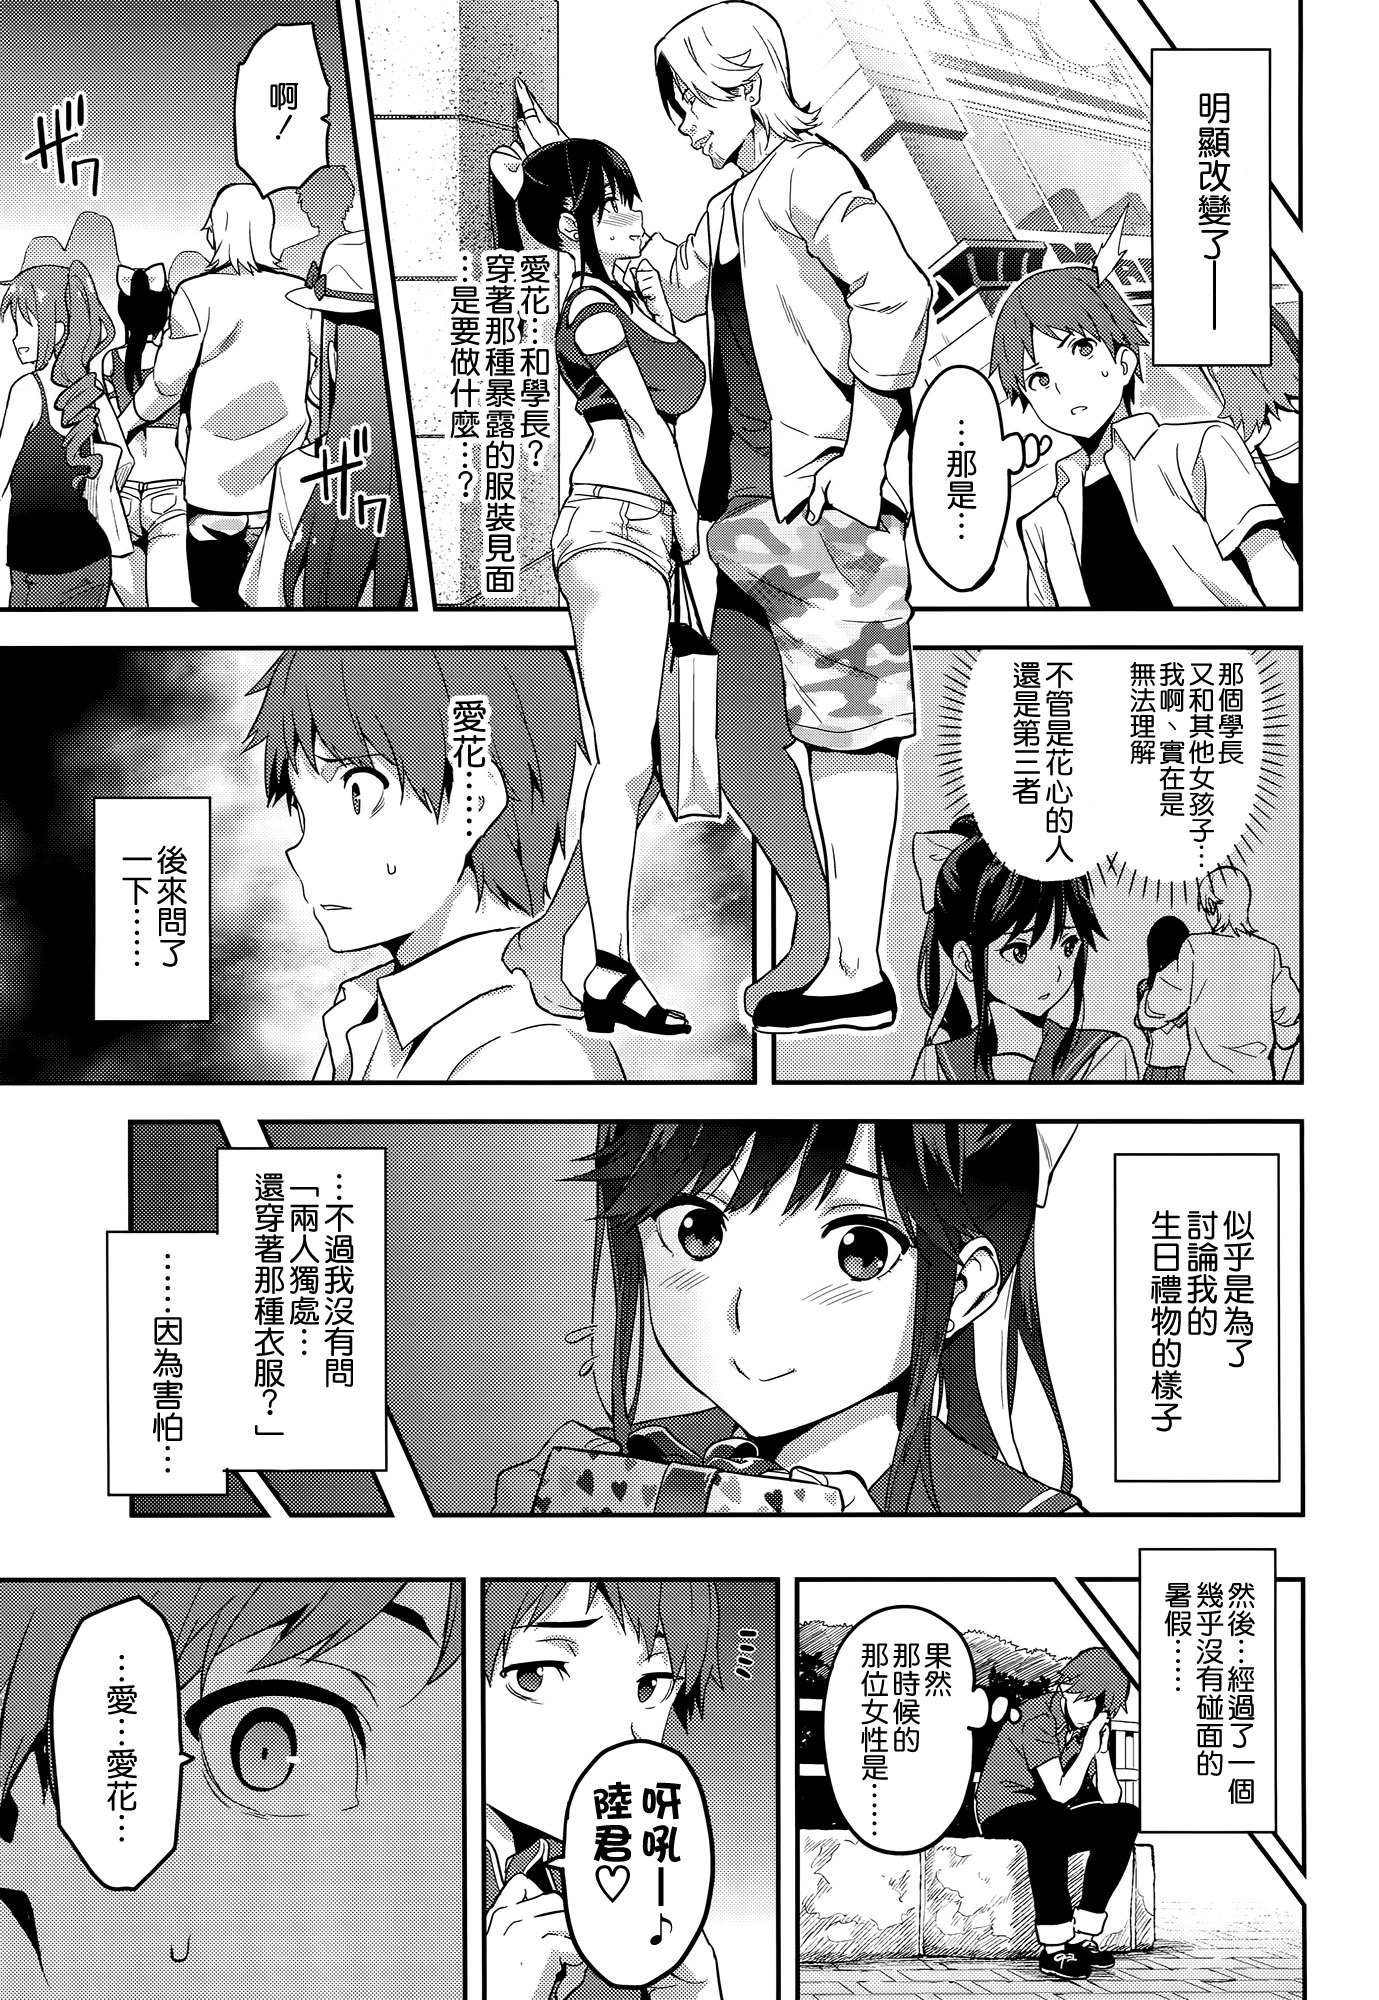 明顯改變了——
…那是…
愛花…和學長?
穿著那種暴露的服裝見面
…是要做什麼…?
啊!
ザワ
ザワ
那個學長
又和其他女孩子…
我啊、實在是
無法理解
不管是花心的人
還是第三者
愛花……
後來問了
一下……
似乎是為了
討論我的
生日禮物的樣子
…不過我沒有問
「兩人獨處…
還穿著那種衣服?」
……因為害怕…
然後…經過了一個
幾乎沒有碰面的
暑假……
果然
那時候的
那位女性是……
呀吼ー♪
陸君♡
…愛…愛花…